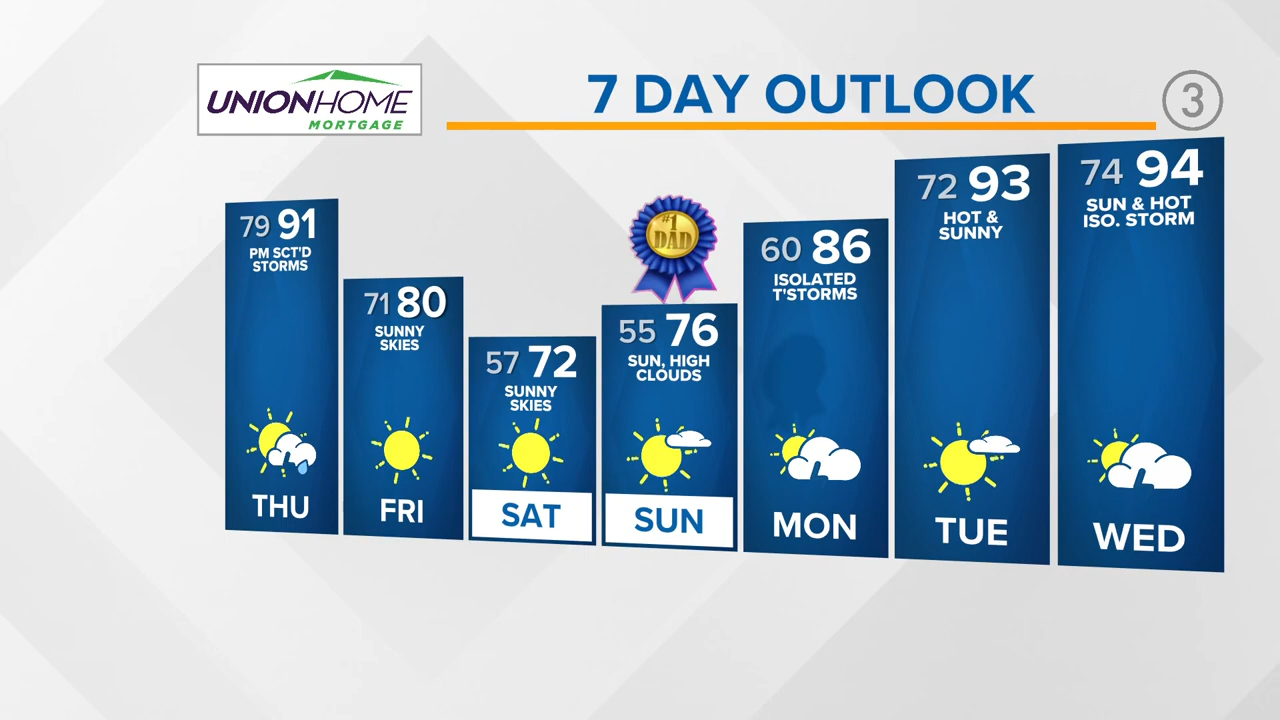 UNIONHOME
MORTGAGE
7 DAY OUTLOOK
3
79 91
PM SCT'D
STORMS
THU
71 80
SUNNY
SKIES
FRI
57 72
SUNNY
SKIES
SAT
#1
DAD
55 76
SUN, HIGH
CLOUDS
SUN
60 86
ISOLATED
T'STORMS
MON
72 93
HOT &
SUNNY
TUE
74 94
SUN & HOT
ISO. STORM
WED